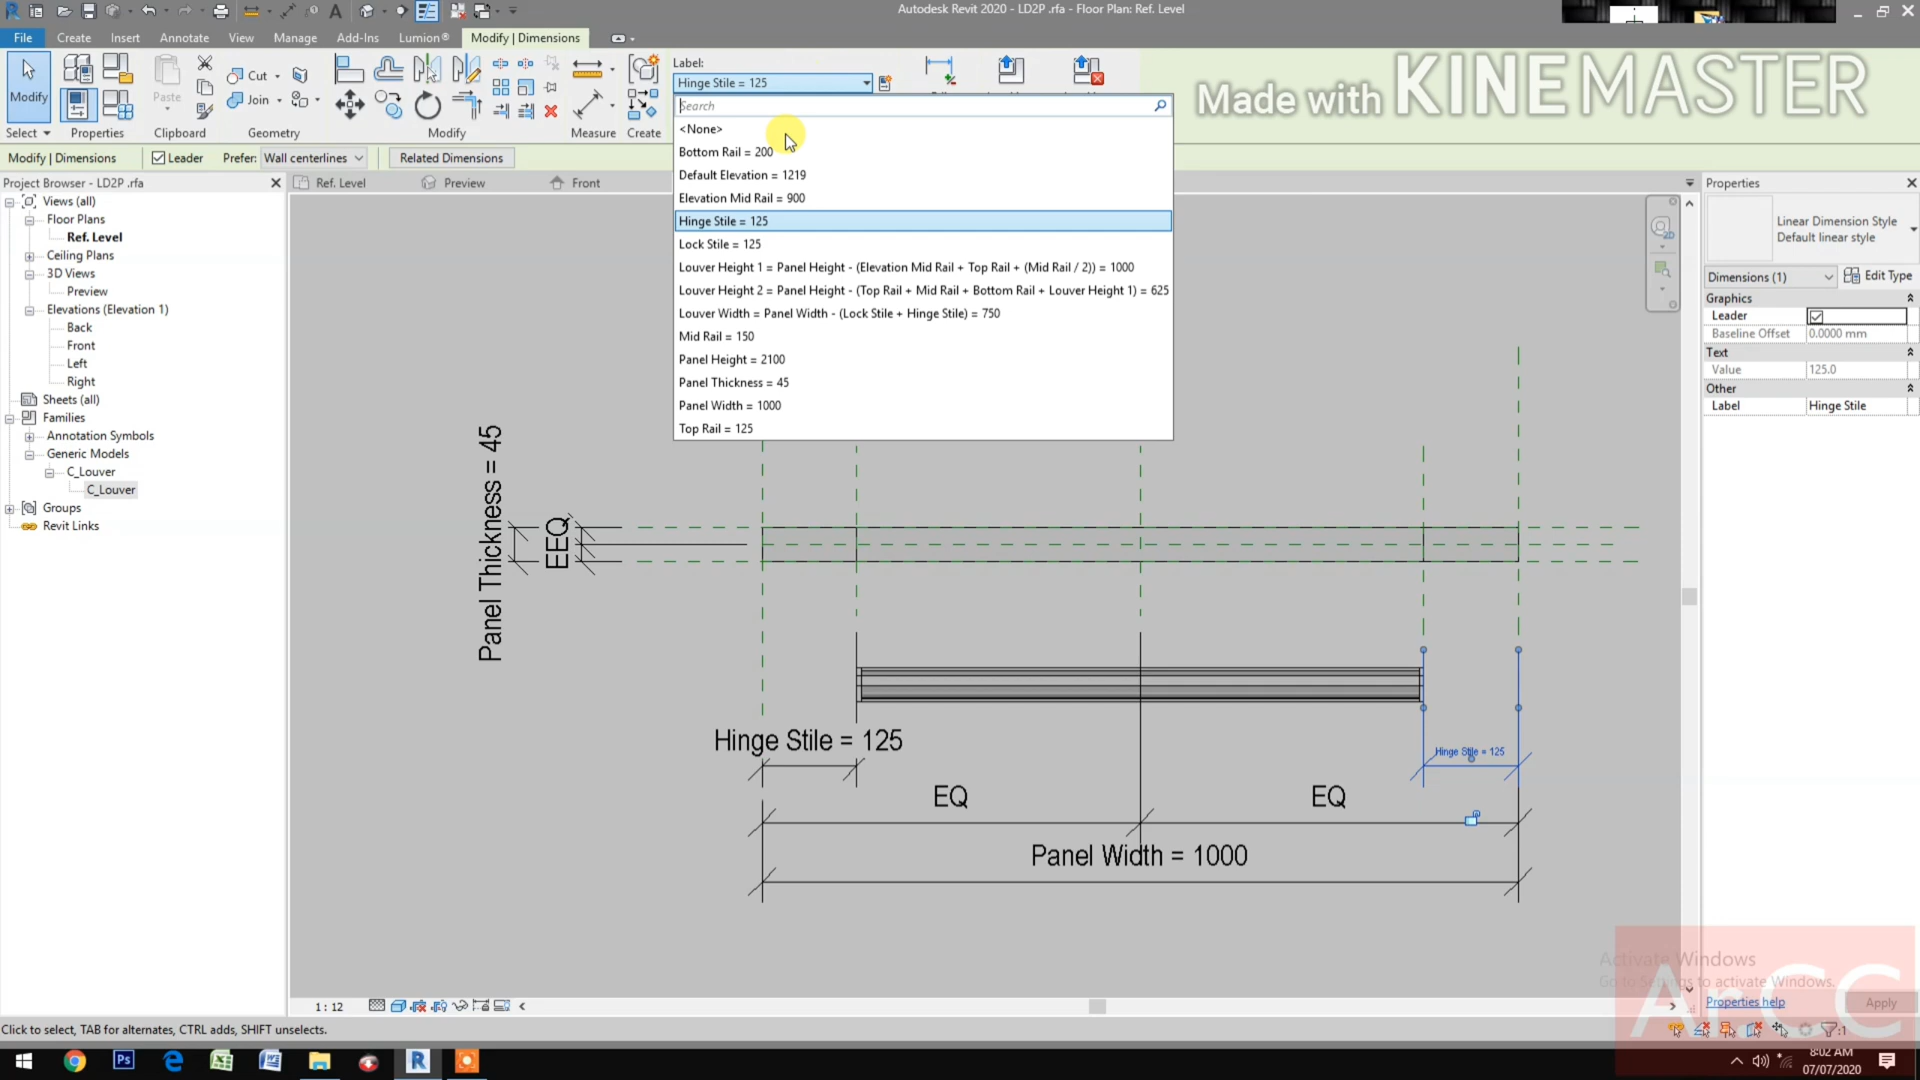 Autodesk Revit 2020 - LD2P .rfa - Floor Plan: Ref. Level
File Create Insert Annotate View Manage Add-Ins Lumion® Modify | Dimensions
Modify
Paste
Cut
Join
Select Properties Clipboard Geometry Modify Measure Create
Label:
Hinge Stile = 125
Made with KINEMASTER
Modify | Dimensions Leader Prefer: Wall centerlines Related Dimensions
Search
<None>
Bottom Rail = 200
Default Elevation = 1219
Elevation Mid Rail = 900
Hinge Stile = 125
Lock Stile = 125
Louver Height 1 = Panel Height - (Elevation Mid Rail + Top Rail + (Mid Rail / 2)) = 1000
Louver Height 2 = Panel Height - (Top Rail + Mid Rail + Bottom Rail + Louver Height 1) = 625
Louver Width = Panel Width - (Lock Stile + Hinge Stile) = 750
Mid Rail = 150
Panel Height = 2100
Panel Thickness = 45
Panel Width = 1000
Top Rail = 125
Project Browser - LD2P .rfa
Views (all)
Floor Plans
Ref. Level
Ceiling Plans
3D Views
Preview
Elevations (Elevation 1)
Back
Front
Left
Right
Sheets (all)
Families
Annotation Symbols
Generic Models
C_Louver
C_Louver
Groups
Revit Links
Ref. Level Preview Front
Panel Thickness = 45
EEQ
Hinge Stile = 125
Hinge Stile = 125
EQ EQ
Panel Width = 1000
Properties
Linear Dimension Style
Default linear style
Dimensions (1) Edit Type
Graphics
Leader
Baseline Offset 0.0000 mm
Text
Value 125.0
Other
Label Hinge Stile
Activate Windows
Go to Settings to activate Windows.
ArCC
Properties help Apply
1 : 12
Click to select, TAB for alternates, CTRL adds, SHIFT unselects.
:1
8:02 AM
07/07/2020